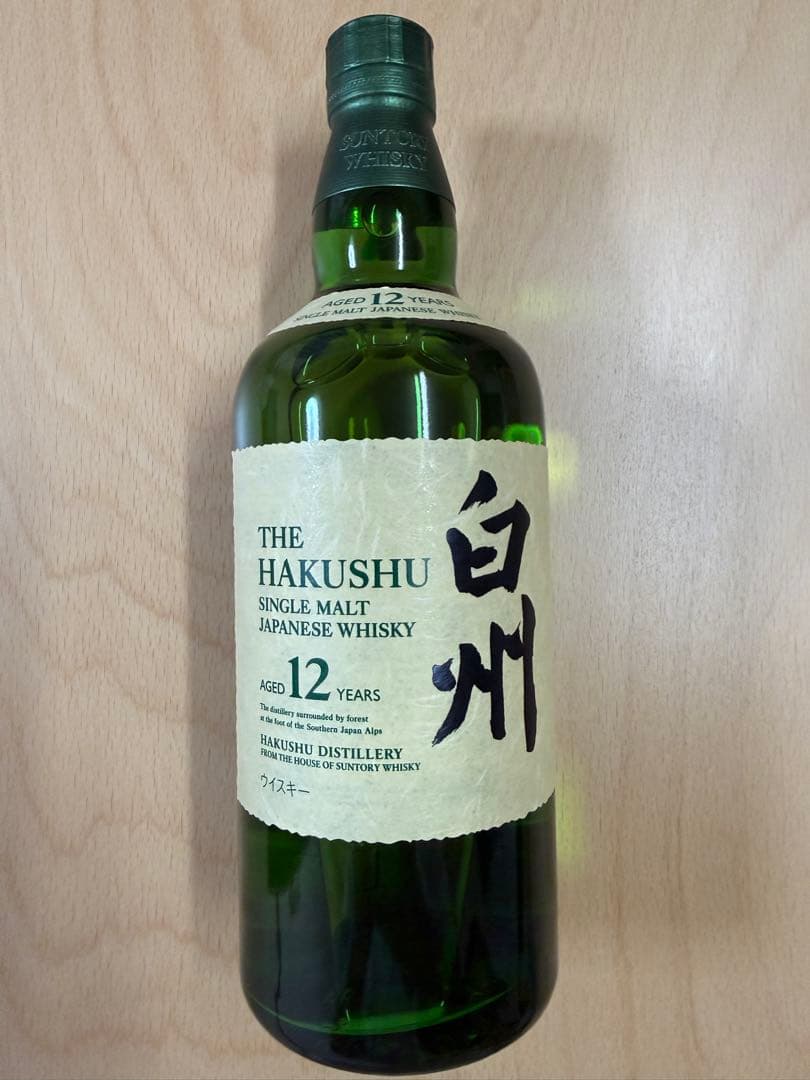 SUNTORY
WHISKY
AGED 12 YEARS
SINGLE MALT JAPANESE WHISKY
THE
HAKUSHU
SINGLE MALT
JAPANESE WHISKY
AGED 12 YEARS
The distillery surrounded by forest
at the foot of the Southern Japan Alps
HAKUSHU DISTILLERY
FROM THE HOUSE OF SUNTORY WHISKY
ウイスキー
白州